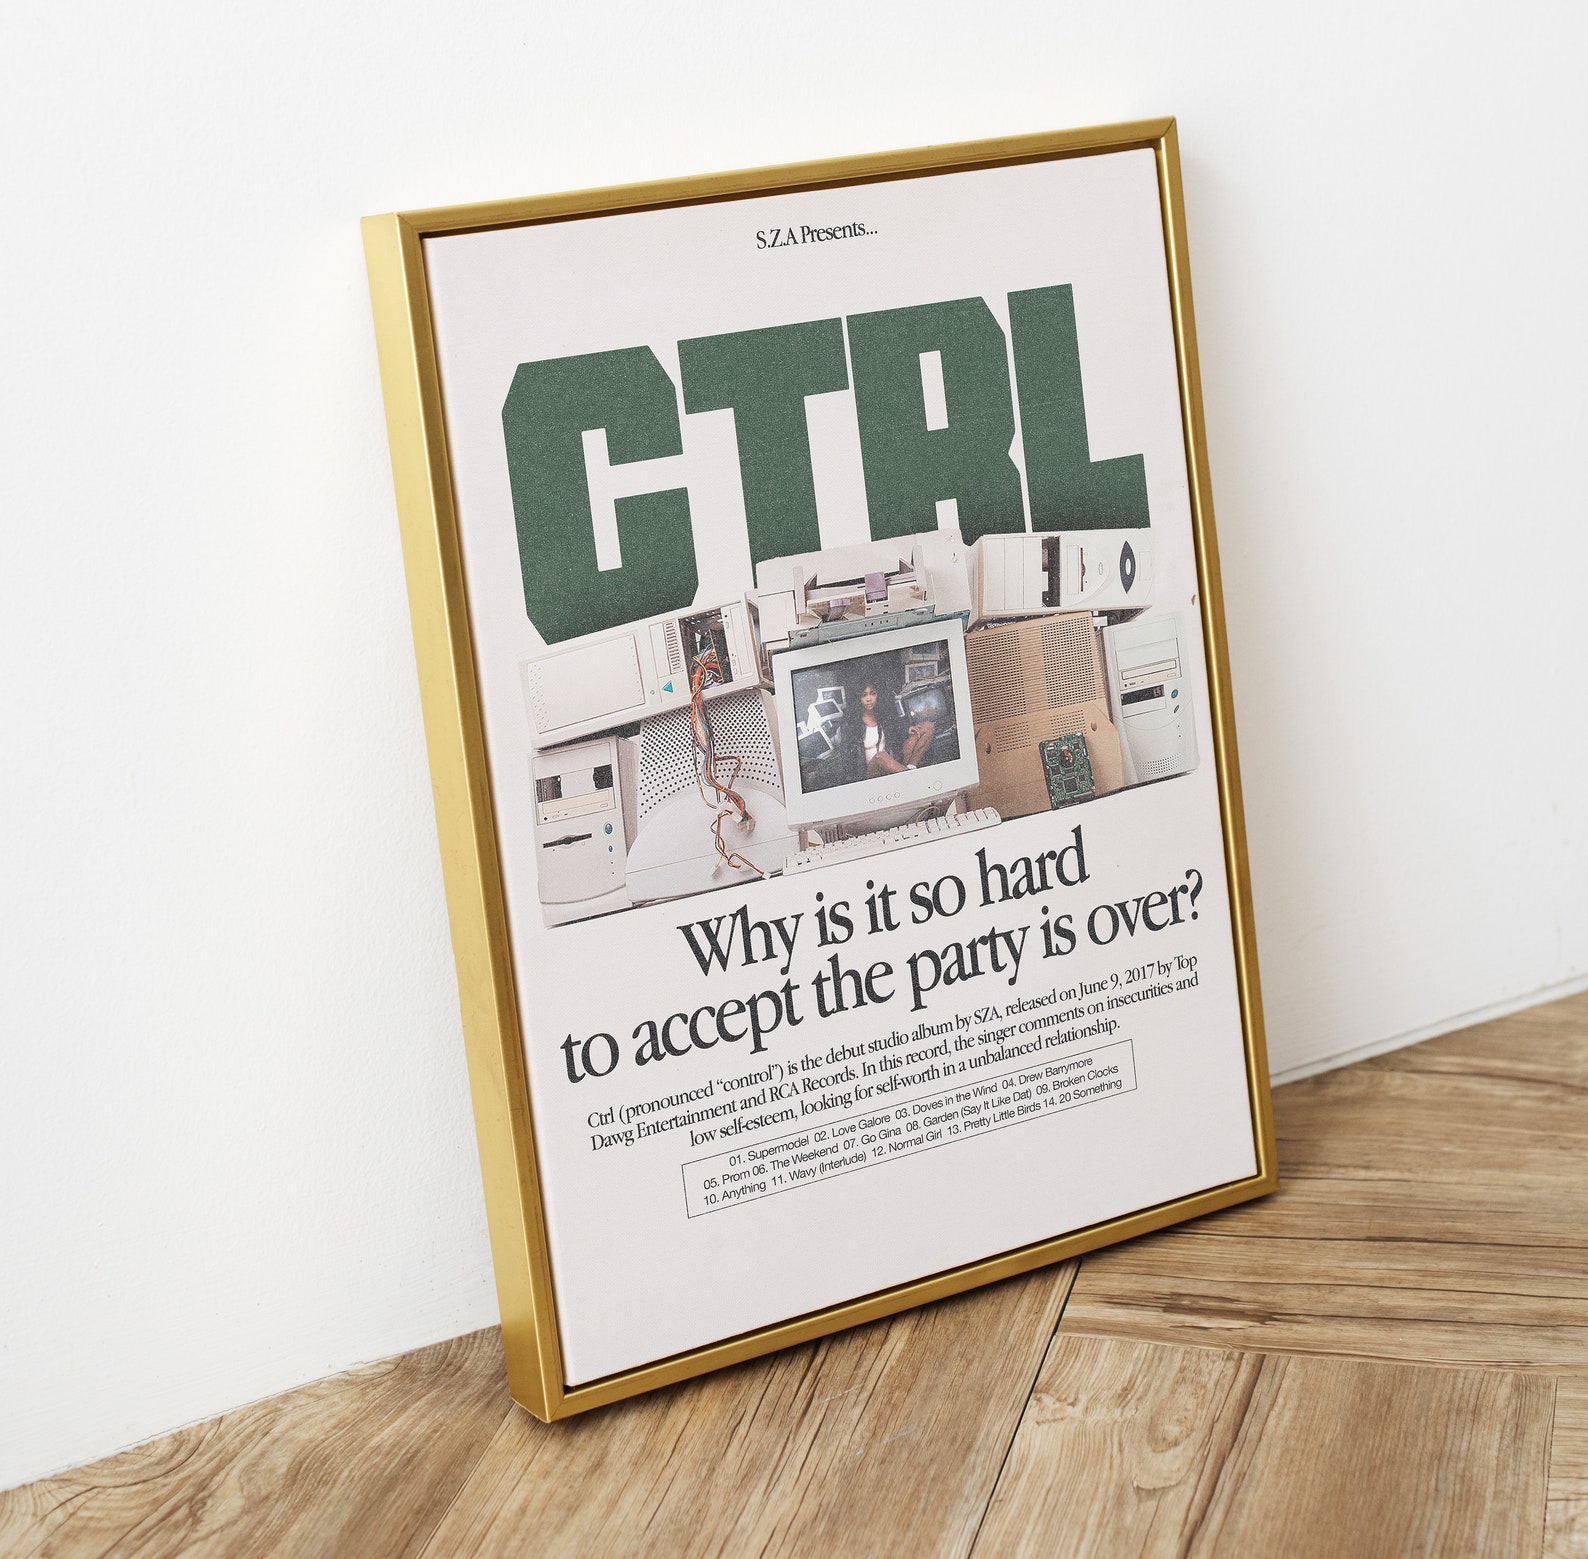 S.Z.A Presents...
CTRL
Why is it so hard
to accept the party is over?
Ctrl (pronounced “control”) is the debut studio album by SZA, released on June 9, 2017 by Top
Dawg Entertainment and RCA Records. In this record, the singer comments on insecurities and
low self-esteem, looking for self-worth in a unbalanced relationship.
01. Supermodel 02. Love Galore 03. Doves in the Wind 04. Drew Barrymore
05. Prom 06. The Weekend 07. Go Gina 08. Garden (Say It Like Dat) 09. Broken Clocks
10. Anything 11. Wavy (Interlude) 12. Normal Girl 13. Pretty Little Birds 14. 20 Something